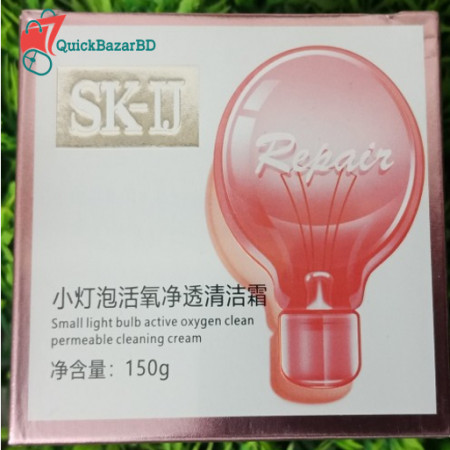 QuickBazarBD
SK-IJ
Repair
小灯泡活氧净透清洁霜
Small light bulb active oxygen clean
permeable cleaning cream
净含量：150g